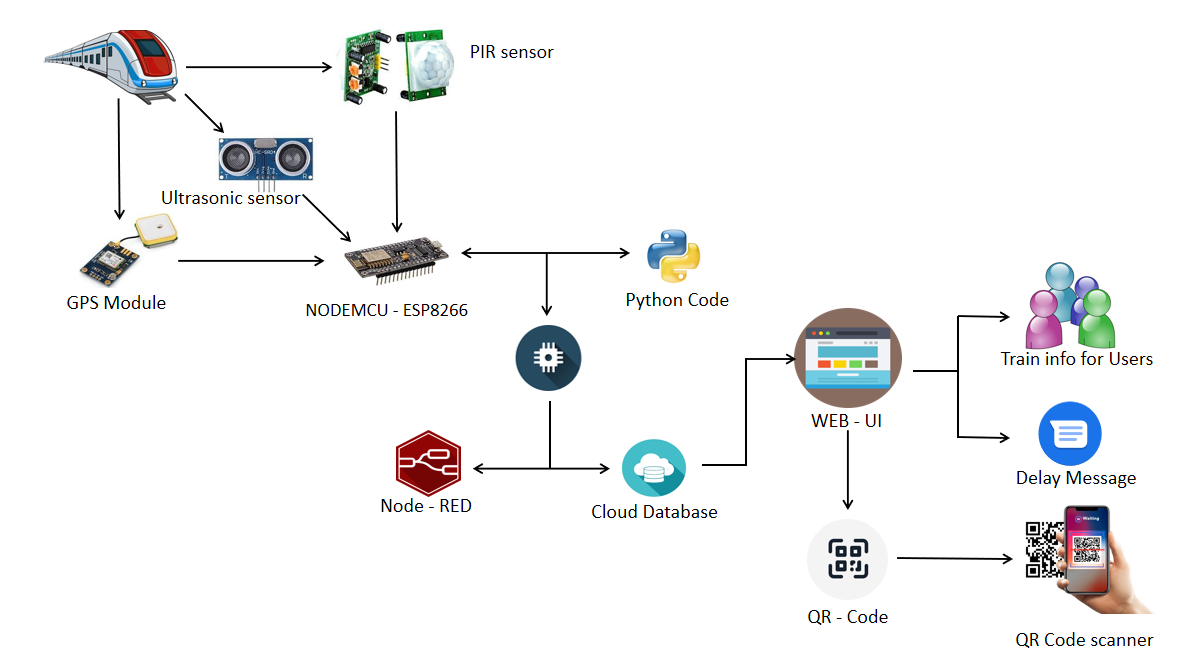 PIR sensor
Ultrasonic sensor
GPS Module
NODEMCU - ESP8266
Python Code
Train info for Users
WEB - UI
Delay Message
Node - RED
Cloud Database
QR - Code
QR Code scanner